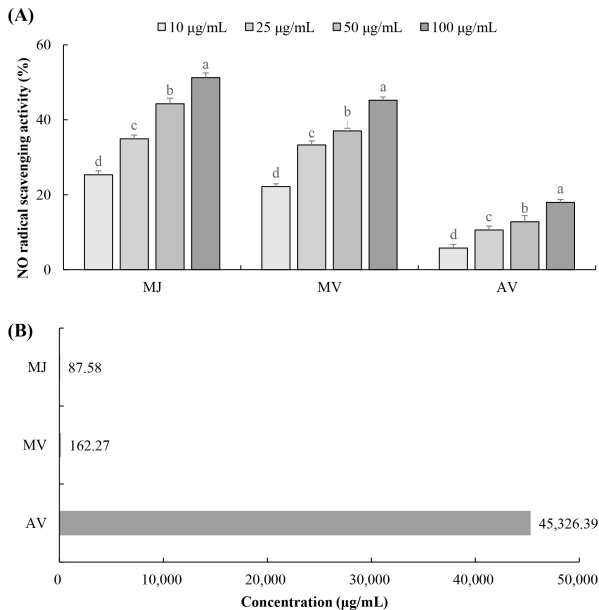 (A)
10 μg/mL 25 μg/mL 50 μg/mL 100 μg/mL
NO radical scavenging activity (%)
60
40
20
0
d c b a
d c b a
d c b a
MJ MV AV
(B)
MJ 87.58
MV 162.27
AV 45,326.39
0 10,000 20,000 30,000 40,000 50,000
Concentration (μg/mL)